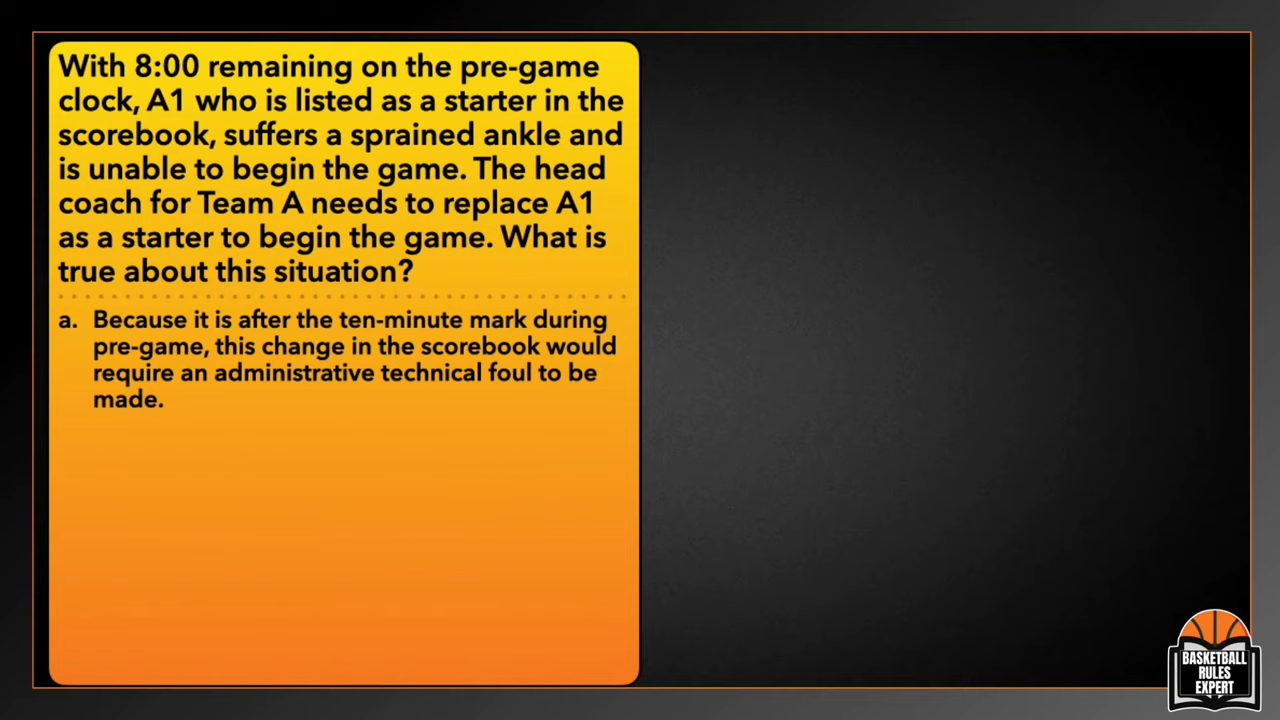 With 8:00 remaining on the pre-game
clock, A1 who is listed as a starter in the
scorebook, suffers a sprained ankle and
is unable to begin the game. The head
coach for Team A needs to replace A1
as a starter to begin the game. What is
true about this situation?
a. Because it is after the ten-minute mark during
pre-game, this change in the scorebook would
require an administrative technical foul to be
made.
BASKETBALL
RULES
EXPERT